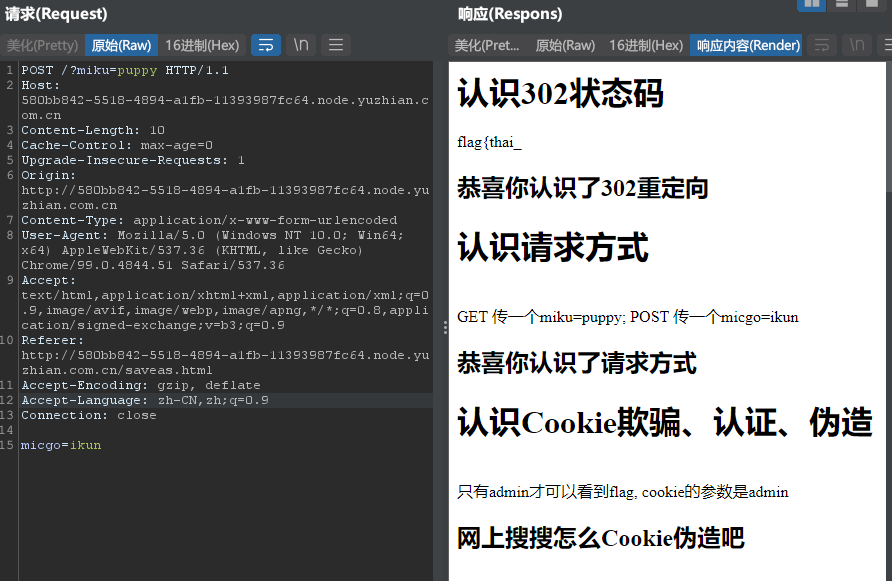 请求(Request)
美化(Pretty) 原始(Raw) 16进制(Hex) \n
1 POST /?miku=puppy HTTP/1.1
2 Host:
580bb842-5518-4894-a1fb-11393987fc64.node.yuzhian.c
om.cn
3 Content-Length: 10
4 Cache-Control: max-age=0
5 Upgrade-Insecure-Requests: 1
6 Origin:
http://580bb842-5518-4894-a1fb-11393987fc64.node.yu
zhian.com.cn
7 Content-Type: application/x-www-form-urlencoded
8 User-Agent: Mozilla/5.0 (Windows NT 10.0; Win64;
x64) AppleWebKit/537.36 (KHTML, like Gecko)
Chrome/99.0.4844.51 Safari/537.36
9 Accept:
text/html,application/xhtml+xml,application/xml;q=0
.9,image/avif,image/webp,image/apng,*/*;q=0.8,appli
cation/signed-exchange;v=b3;q=0.9
10 Referer:
http://580bb842-5518-4894-a1fb-11393987fc64.node.yu
zhian.com.cn/saveas.html
11 Accept-Encoding: gzip, deflate
12 Accept-Language: zh-CN,zh;q=0.9
13 Connection: close
14
15 micgo=ikun
响应(Respons)
美化(Pret... 原始(Raw) 16进制(Hex) 响应内容(Render) \n
认识302状态码
flag{thai_
恭喜你认识了302重定向
认识请求方式
GET 传一个miku=puppy; POST 传一个micgo=ikun
恭喜你认识了请求方式
认识Cookie欺骗、认证、伪造
只有admin才可以看到flag, cookie的参数是admin
网上搜搜怎么Cookie伪造吧